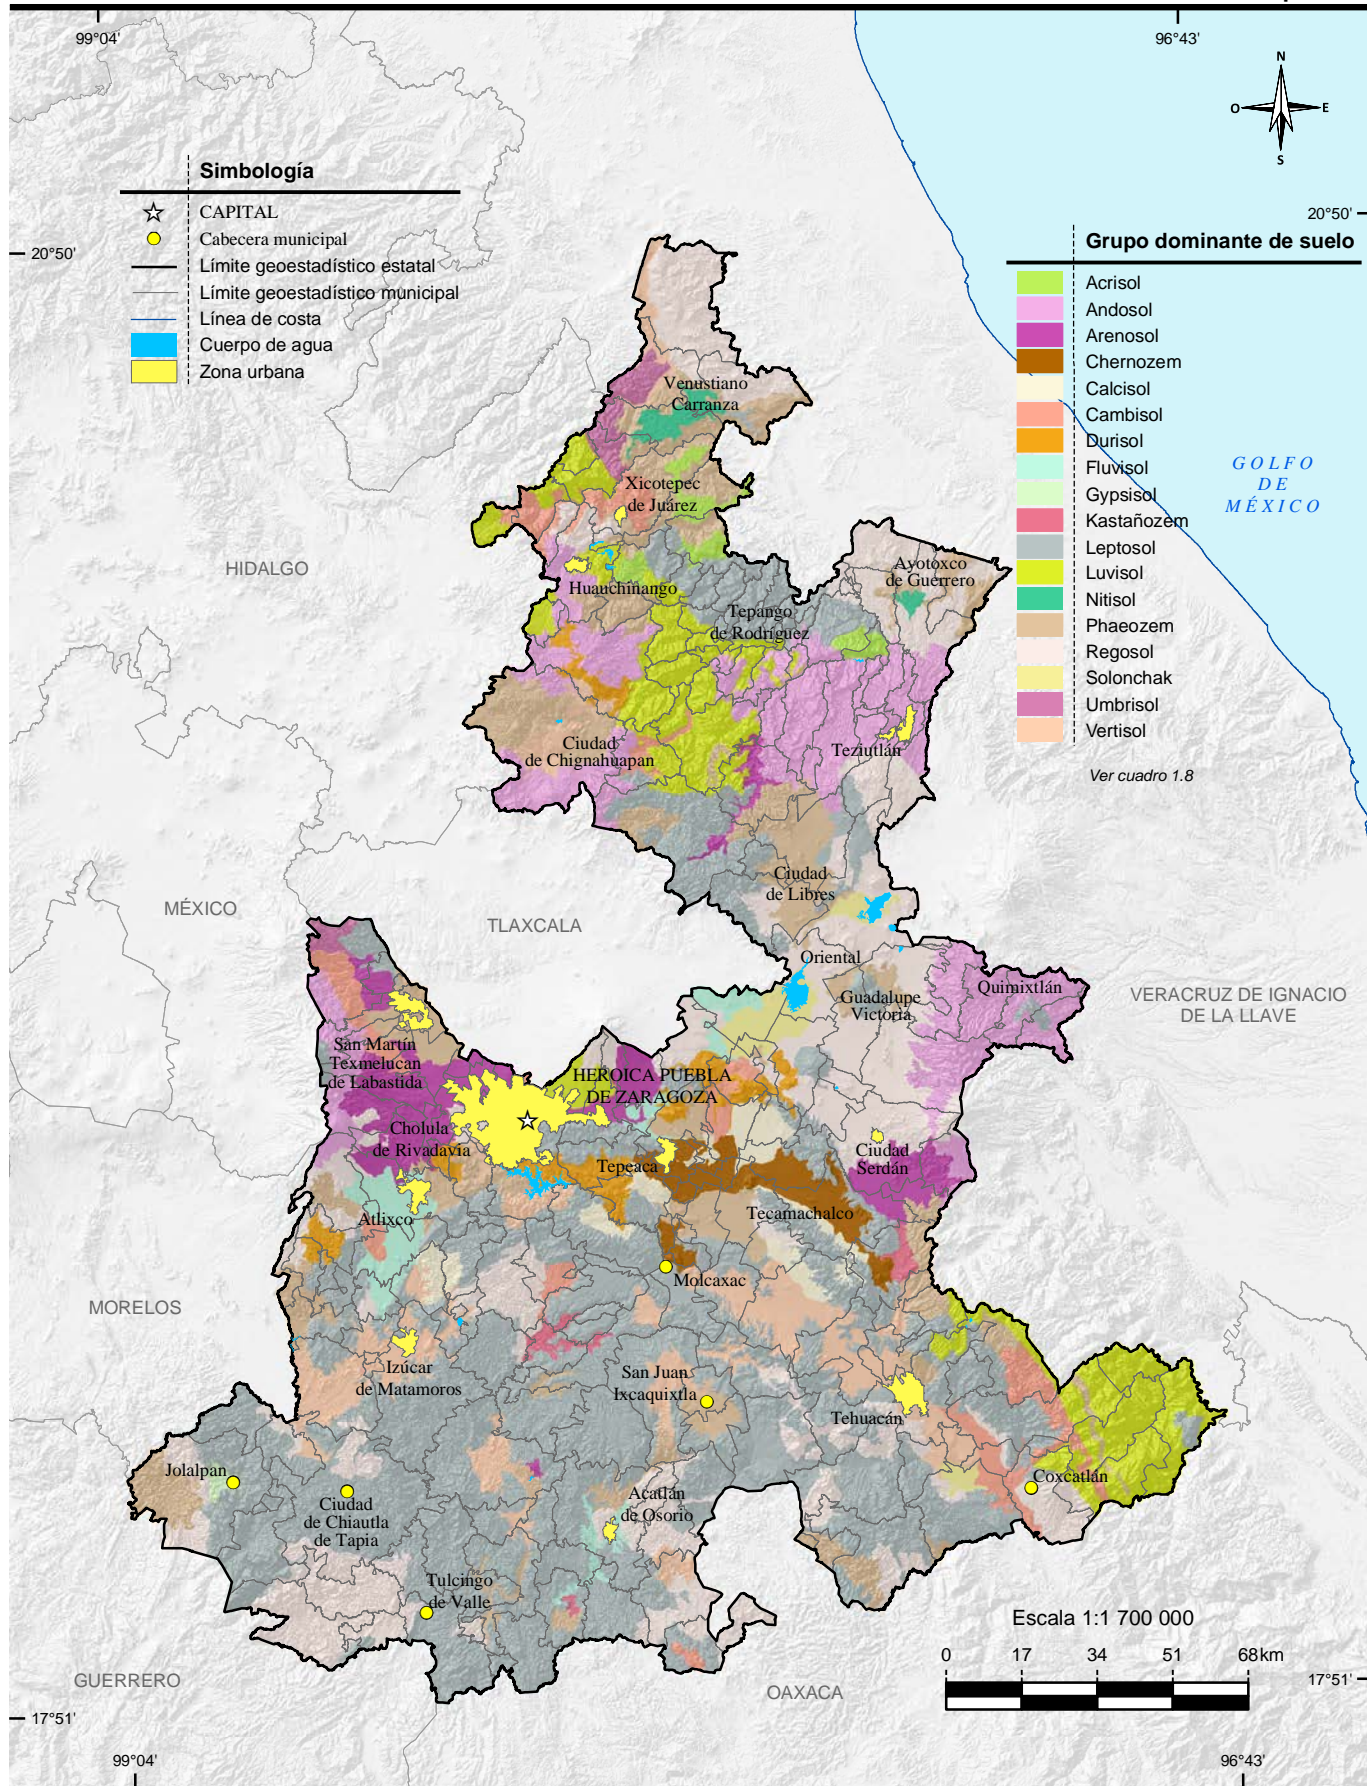 99°04'
96°43'
N
O
E
S
20°50'
20°50'
Simbología
CAPITAL
Cabecera municipal
Límite geoestadístico estatal
Límite geoestadístico municipal
Línea de costa
Cuerpo de agua
Zona urbana
Grupo dominante de suelo
Acrisol
Andosol
Arenosol
Chernozem
Calcisol
Cambisol
Durisol
Fluvisol
Gypsisol
Kastañozem
Leptosol
Luvisol
Nitisol
Phaeozem
Regosol
Solonchak
Umbrisol
Vertisol
Ver cuadro 1.8
GOLFO
DE
MÉXICO
Venustiano
Carranza
Xicotepec
de Juárez
HIDALGO
Huauchinango
Ayotoxco
de Guerrero
Tepango
de Rodríguez
Ciudad
de Chignahuapan
Teziutlán
Ciudad
de Libres
MÉXICO
TLAXCALA
Oriental
Guadalupe
Victoria
Quimixtlán
VERACRUZ DE IGNACIO
DE LA LLAVE
San Martín
Texmelucan
de Labastida
HEROICA PUEBLA
DE ZARAGOZA
Cholula
de Rivadavia
Tepeaca
Ciudad
Serdán
Atlixco
Tecamachalco
Molcaxac
MORELOS
Izúcar
de Matamoros
San Juan
Ixcaquixtla
Tehuacán
Jolalpan
Ciudad
de Chiautla
de Tapia
Acatlán
de Osorio
Coxcatlán
Tulcingo
de Valle
GUERRERO
OAXACA
Escala 1:1 700 000
0
17
34
51
68km
17°51'
17°51'
99°04'
96°43'